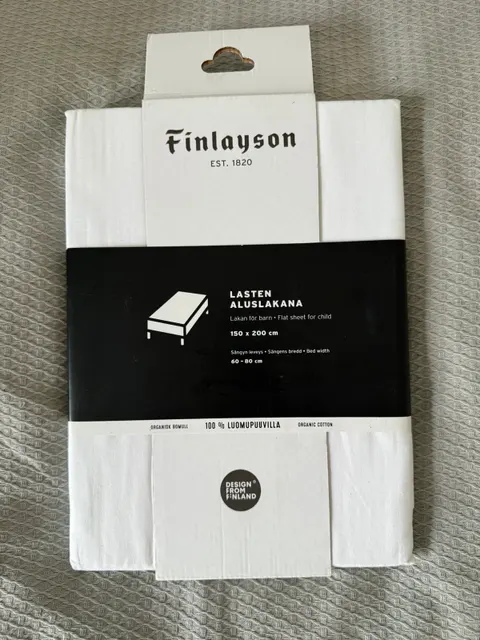 Finlayson
EST. 1820
LASTEN
ALUSLAKANA
Lakan för barn • Flat sheet for child
150 x 200 cm
Sängyn leveys • Sängens bredd • Bed width
60 - 80 cm
ORGANISK BOMULL 100 % LUOMUPUUVILLA ORGANIC COTTON
DESIGN®
FROM
FINLAND